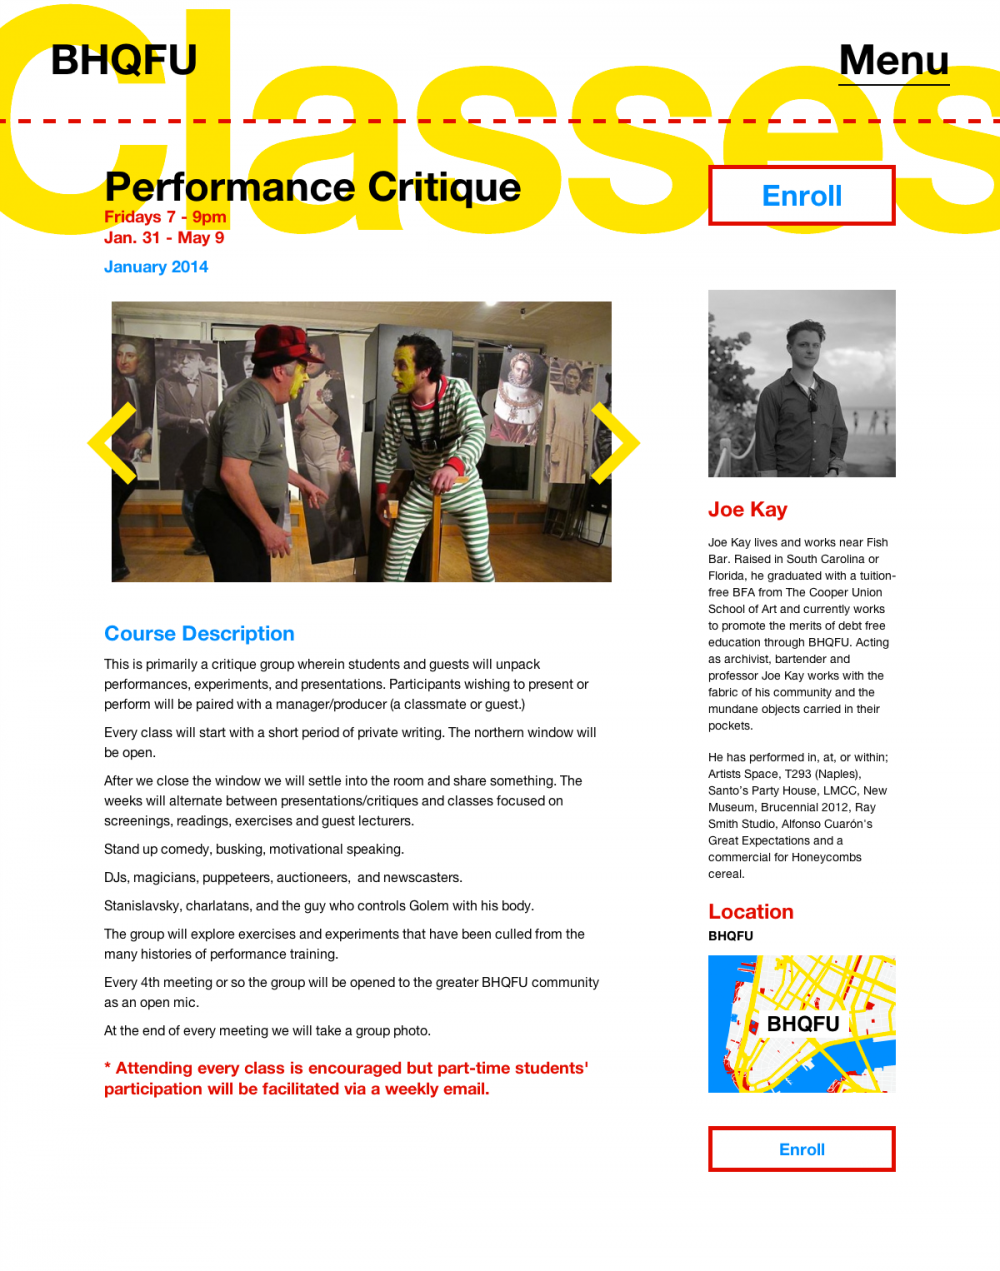 Classes
BHQFU
Menu
Performance Critique
Fridays 7 - 9pm
Jan. 31 - May 9
January 2014
Enroll
Course Description
This is primarily a critique group wherein students and guests will unpack
performances, experiments, and presentations. Participants wishing to present or
perform will be paired with a manager/producer (a classmate or guest.)
Every class will start with a short period of private writing. The northern window will
be open.
After we close the window we will settle into the room and share something. The
weeks will alternate between presentations/critiques and classes focused on
screenings, readings, exercises and guest lecturers.
Stand up comedy, busking, motivational speaking.
DJs, magicians, puppeteers, auctioneers,  and newscasters.
Stanislavsky, charlatans, and the guy who controls Golem with his body.
The group will explore exercises and experiments that have been culled from the
many histories of performance training.
Every 4th meeting or so the group will be opened to the greater BHQFU community
as an open mic.
At the end of every meeting we will take a group photo.
* Attending every class is encouraged but part-time students'
participation will be facilitated via a weekly email.
Joe Kay
Joe Kay lives and works near Fish
Bar. Raised in South Carolina or
Florida, he graduated with a tuition-
free BFA from The Cooper Union
School of Art and currently works
to promote the merits of debt free
education through BHQFU. Acting
as archivist, bartender and
professor Joe Kay works with the
fabric of his community and the
mundane objects carried in their
pockets.
He has performed in, at, or within;
Artists Space, T293 (Naples),
Santo's Party House, LMCC, New
Museum, Brucennial 2012, Ray
Smith Studio, Alfonso Cuarón's
Great Expectations and a
commercial for Honeycombs
cereal.
Location
BHQFU
BHQFU
Enroll